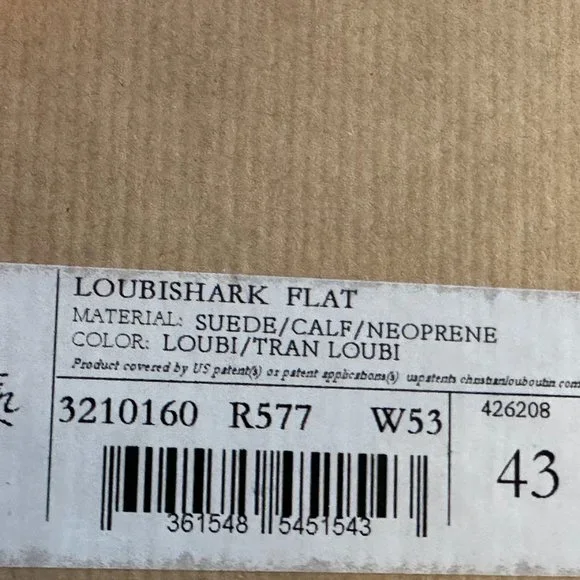 LOUBISHARK FLAT
MATERIAL: SUEDE/CALF/NEOPRENE
COLOR: LOUBI/TRAN LOUBI
Product covered by US patent(s) or patent applications(s) uspatents christianlouboutin com
3210160 R577 W53 426208
43
361548 5451543